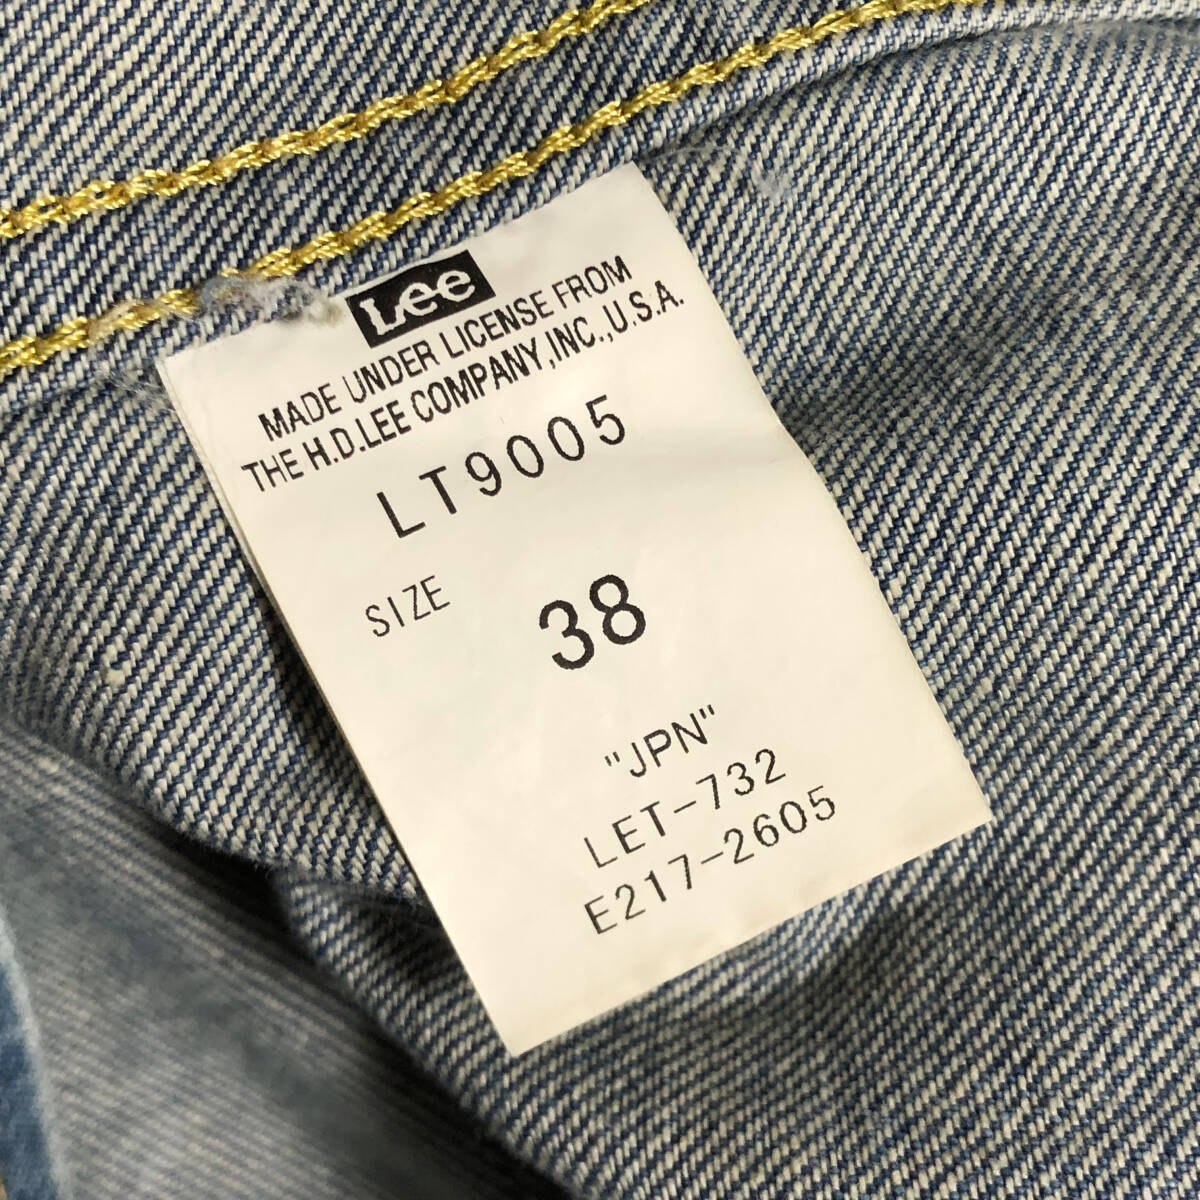 Lee
MADE UNDER LICENSE FROM
THE H.D.LEE COMPANY,INC.,U.S.A.
LT9005
SIZE 38
"JPN"
LET-732
E217-2605